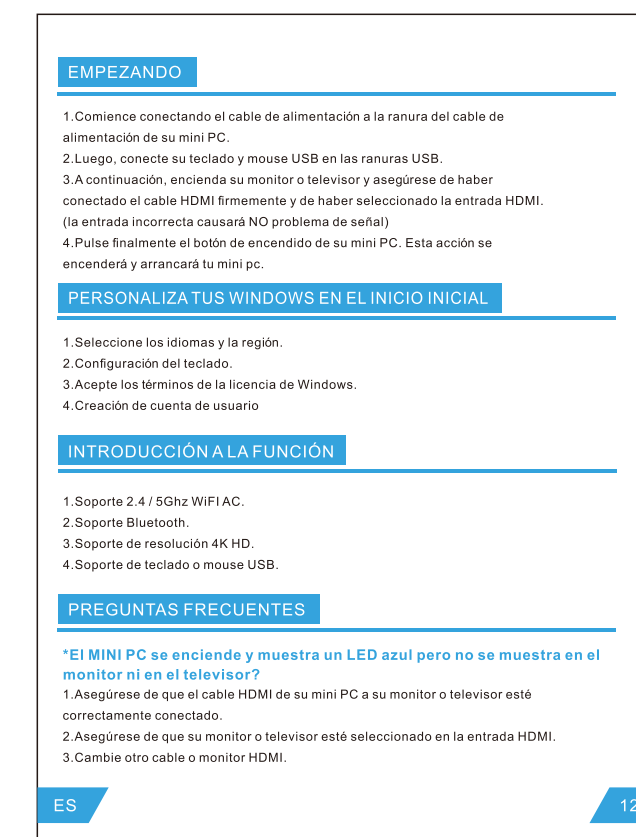 EMPEZANDO
1.Comience conectando el cable de alimentación a la ranura del cable de
alimentación de su mini PC.
2.Luego, conecte su teclado y mouse USB en las ranuras USB.
3.A continuación, encienda su monitor o televisor y asegúrese de haber
conectado el cable HDMI firmemente y de haber seleccionado la entrada HDMI.
(la entrada incorrecta causará NO problema de señal)
4.Pulse finalmente el botón de encendido de su mini PC. Esta acción se
encenderá y arrancará tu mini pc.
PERSONALIZA TUS WINDOWS EN EL INICIO INICIAL
1.Seleccione los idiomas y la región.
2.Configuración del teclado.
3.Acepte los términos de la licencia de Windows.
4.Creación de cuenta de usuario
INTRODUCCIÓN A LA FUNCIÓN
1.Soporte 2.4 / 5Ghz WiFI AC.
2.Soporte Bluetooth.
3.Soporte de resolución 4K HD.
4.Soporte de teclado o mouse USB.
PREGUNTAS FRECUENTES
*El MINI PC se enciende y muestra un LED azul pero no se muestra en el
monitor ni en el televisor?
1.Asegúrese de que el cable HDMI de su mini PC a su monitor o televisor esté
correctamente conectado.
2.Asegúrese de que su monitor o televisor esté seleccionado en la entrada HDMI.
3.Cambie otro cable o monitor HDMI.
ES
12